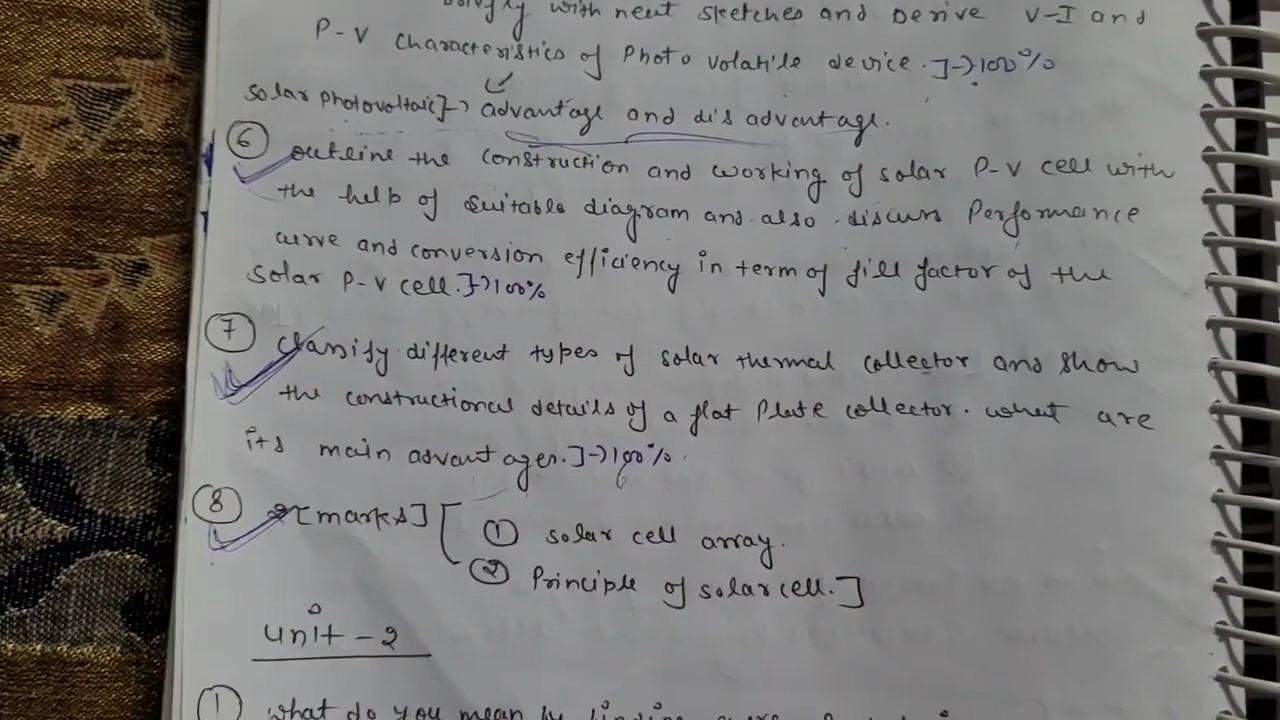 with neat sketches and Derive V-I and
P-V characteristics of Photo volatile device.]->100%
solar photovoltaic]-> advantage and dis advantage.
6 outline the construction and working of solar P-V cell with
the help of suitable diagram and also discuss Performance
curve and conversion efficiency in term of fill factor of the
solar P-V cell.]->100%
7 classify different types of solar thermal collector and show
the constructional details of a flat Plate collector. what are
its main advantages.]->100%.
8 2[marks] [ 1 solar cell array.
2 Principle of solar cell.]
unit-2
1 what do you mean by